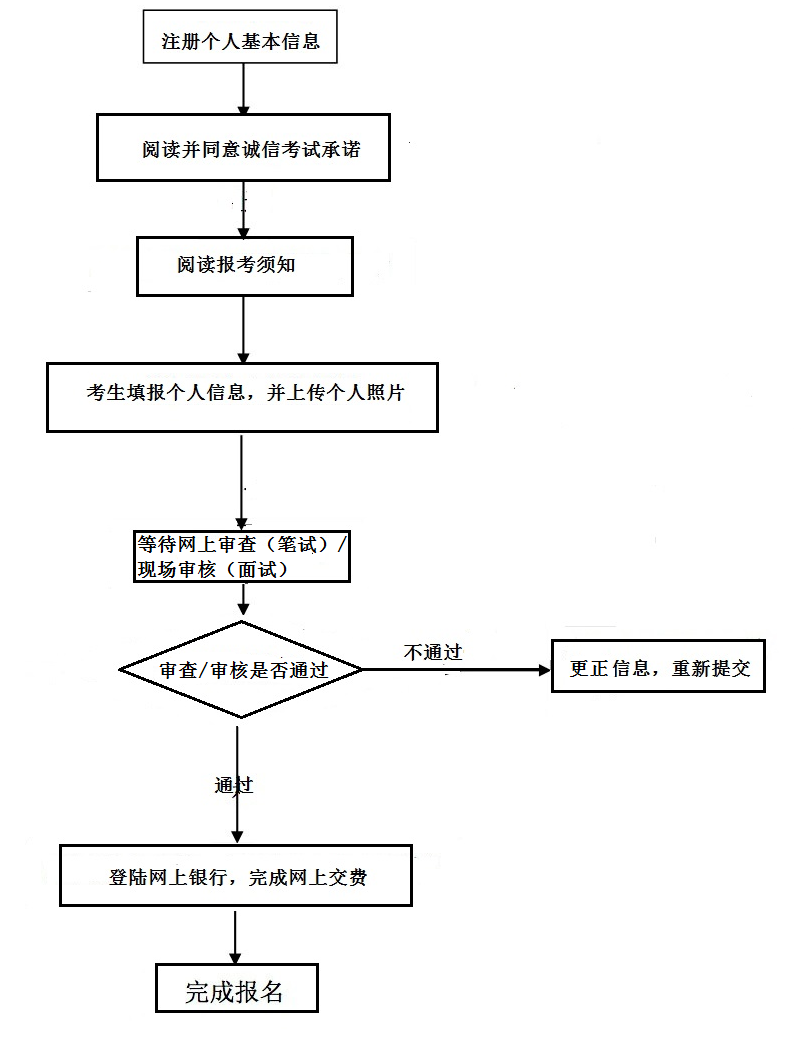 注册个人基本信息
阅读并同意诚信考试承诺
阅读报考须知
考生填报个人信息，并上传个人照片
等待网上审查（笔试）/
现场审核（面试）
审查/审核是否通过
不通过
更正信息，重新提交
通过
登陆网上银行，完成网上交费
完成报名